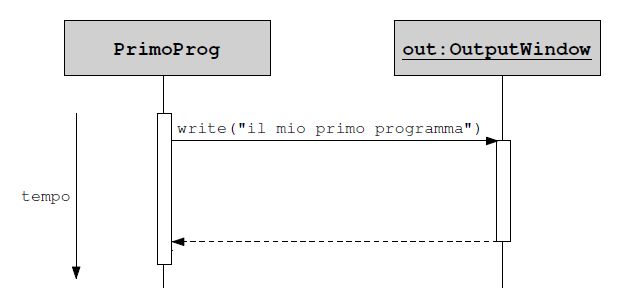 PrimoProg
out:OutputWindow
write("il mio primo programma")
tempo